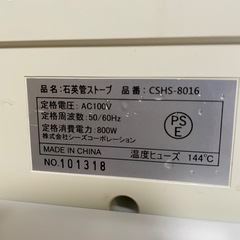 品名：石英管ストーブ 品番：CSHS-8016
定格電圧：AC100V
定格周波数：50/60Hz
定格消費電力：800W
株式会社シーズコーポレーション
PS
E
MADE IN CHINA 温度ヒューズ 144℃
NO.101318